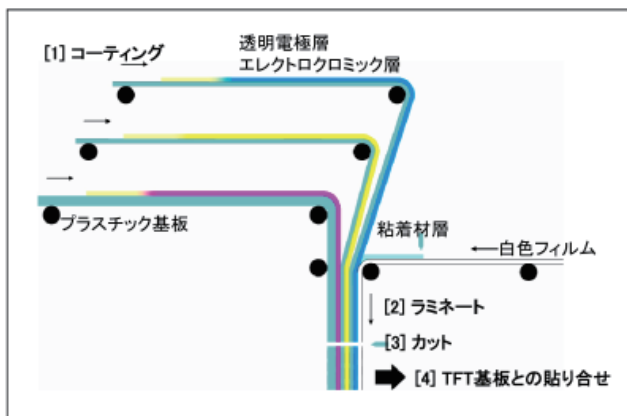 [1] コーティング
透明電極層
エレクトロクロミック層
プラスチック基板
粘着材層
白色フィルム
[2] ラミネート
[3] カット
[4] TFT基板との貼り合せ